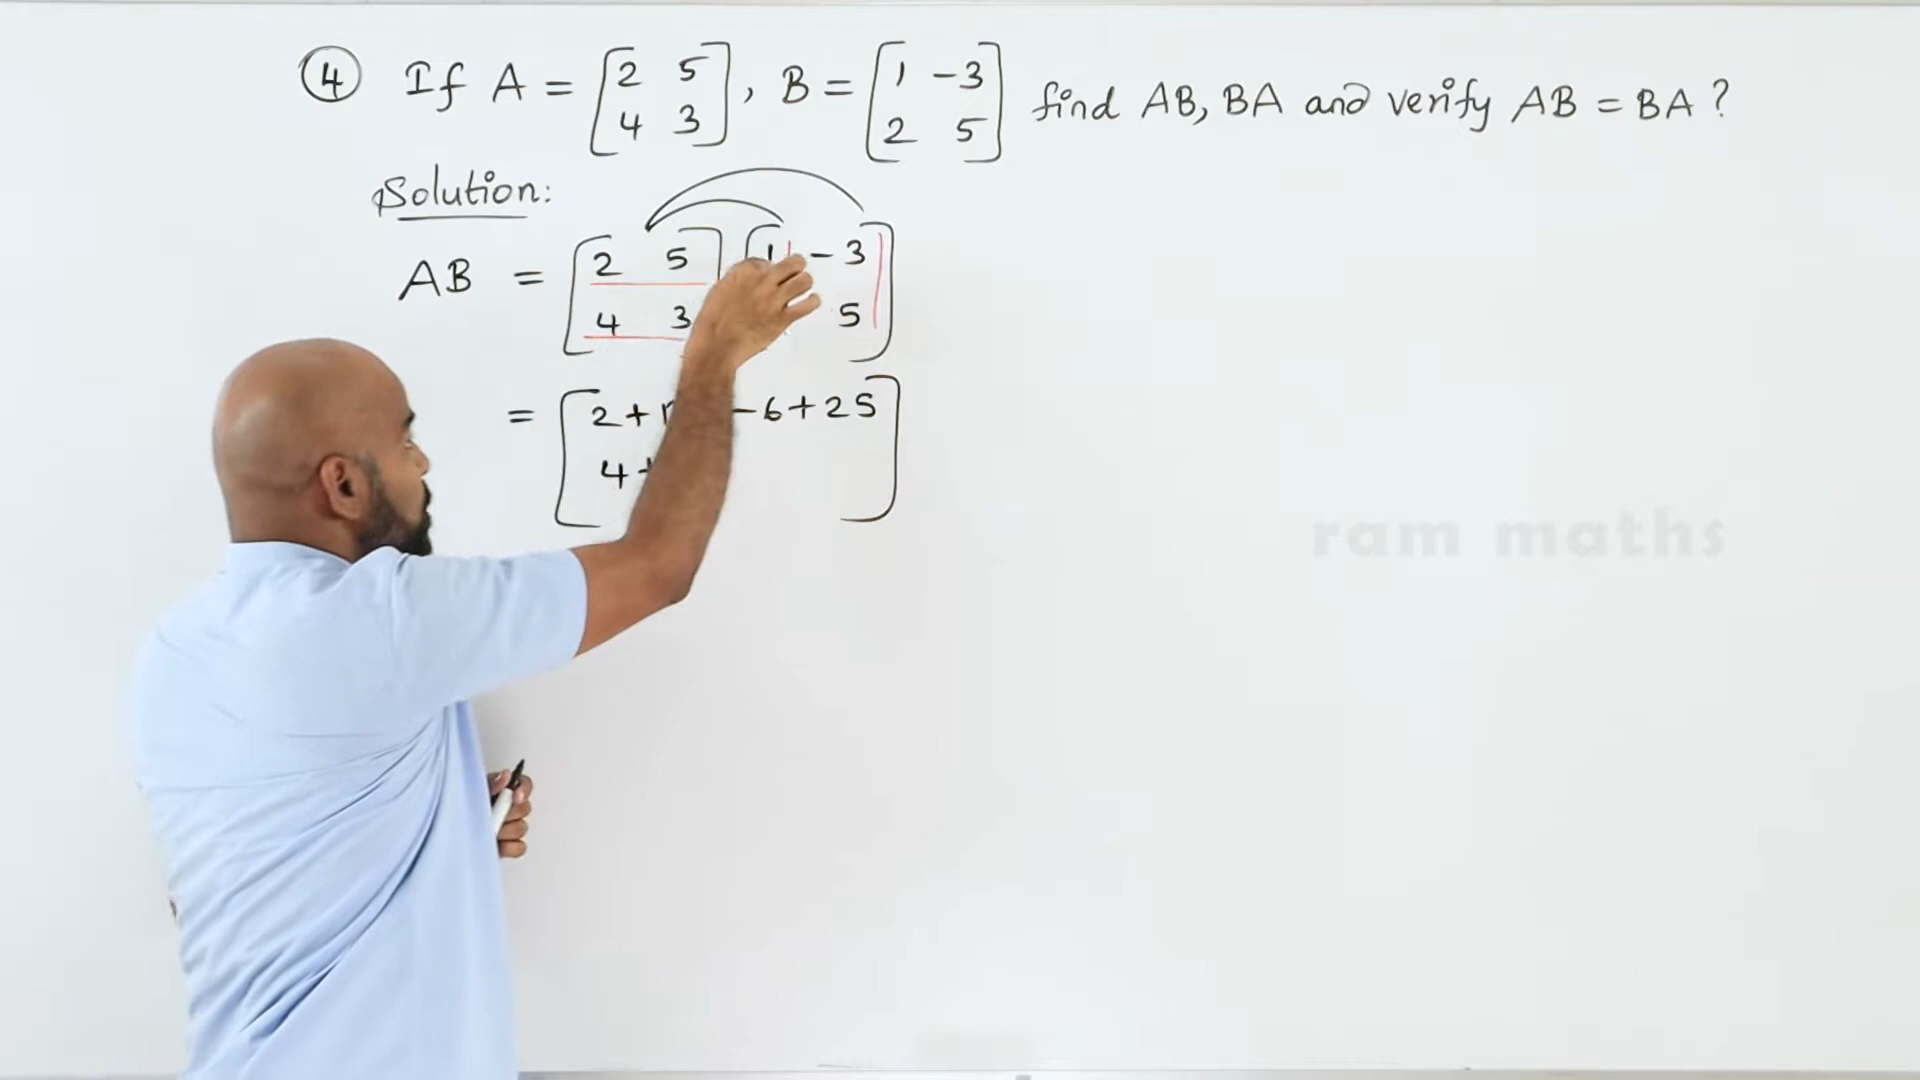 ④ If A = [2 5 4 3], B = [1 -3 2 5] find AB, BA and verify AB = BA ?
Solution:
AB = [2 5 4 3] [1 -3 5]
= [2+ -6+25
4+ ]
ram maths